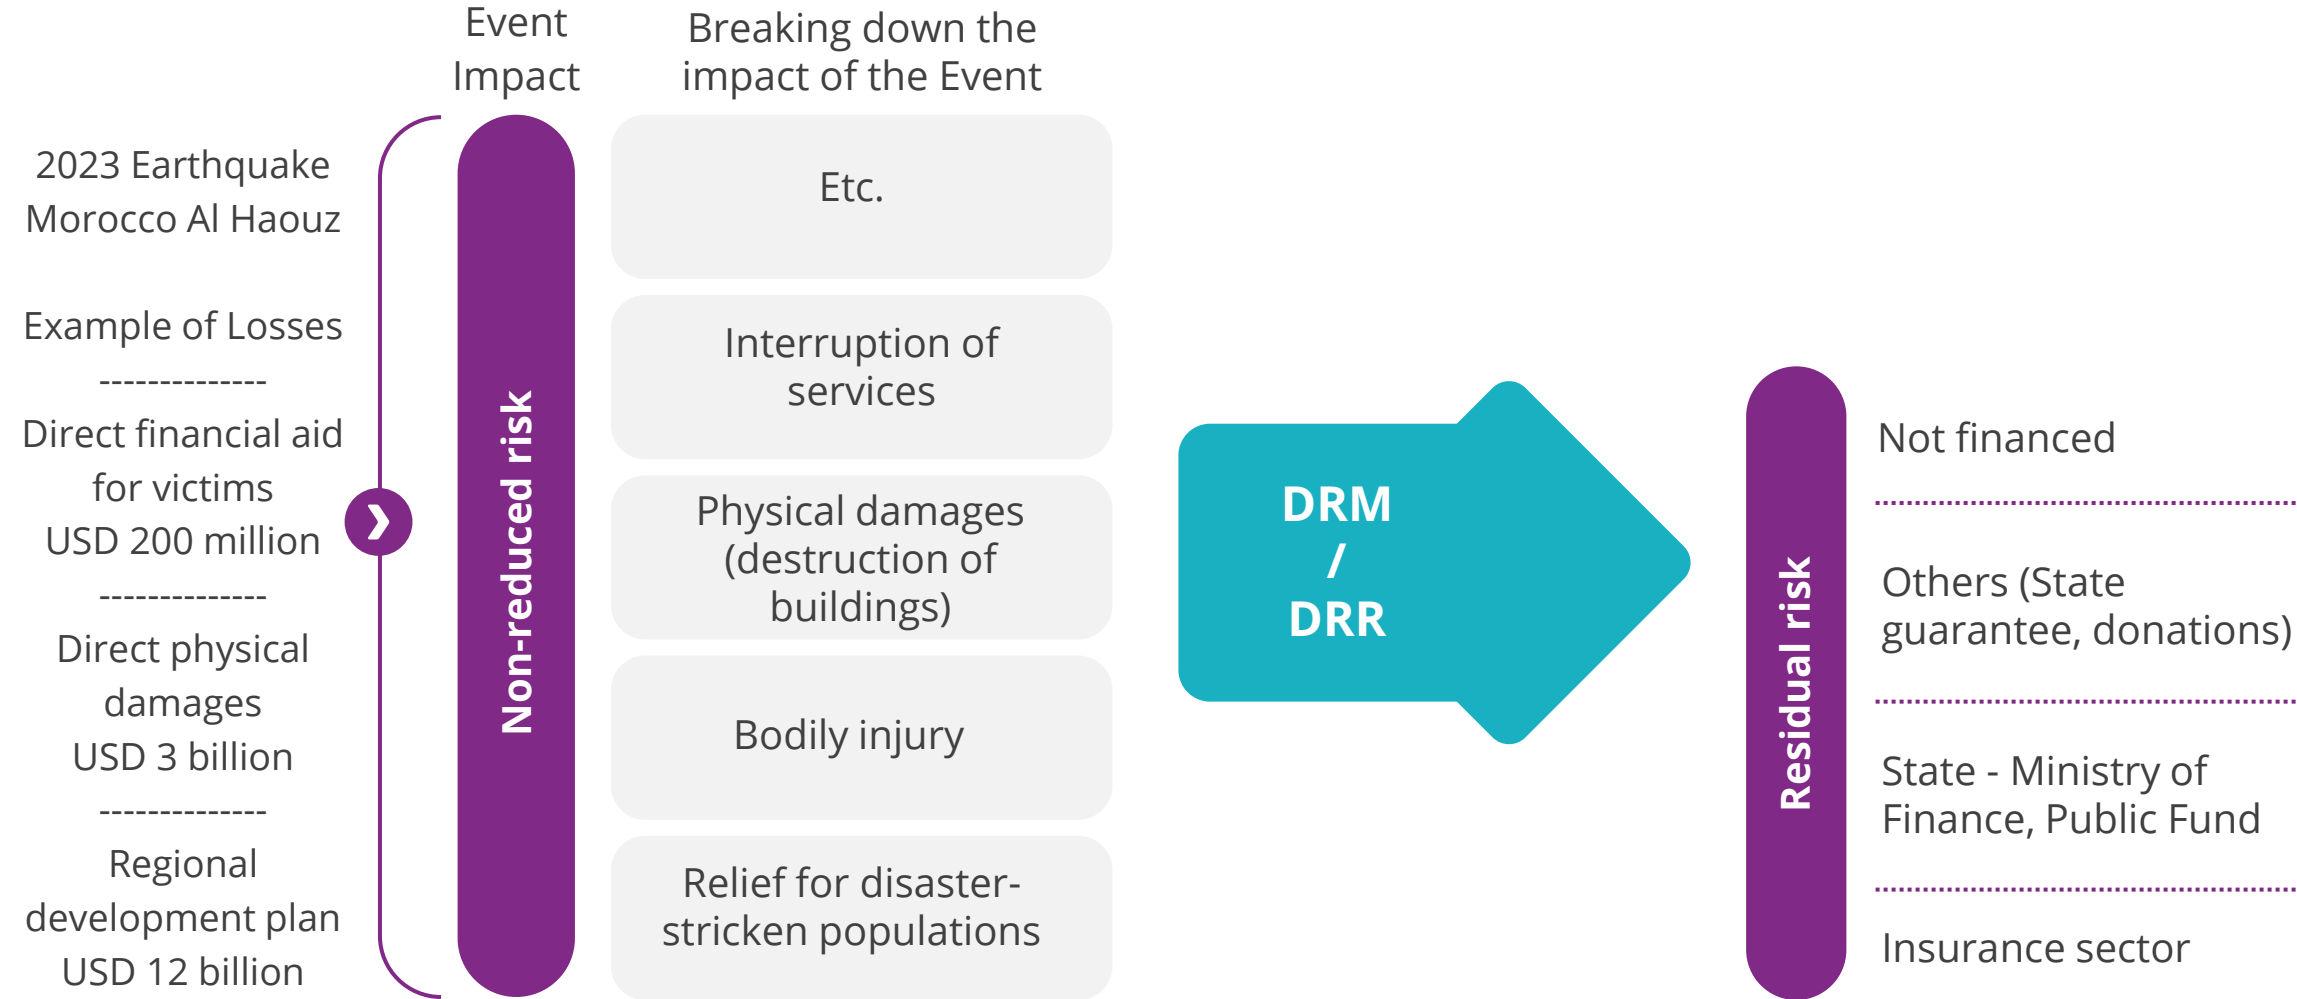 Event
Impact
Breaking down the
impact of the Event
2023 Earthquake
Morocco Al Haouz
Example of Losses
--------------
Direct financial aid
for victims
USD 200 million
--------------
Direct physical
damages
USD 3 billion
--------------
Regional
development plan
USD 12 billion
Non-reduced risk
Etc.
Interruption of
services
Physical damages
(destruction of
buildings)
Bodily injury
Relief for disaster-
stricken populations
DRM
/
DRR
Residual risk
Not financed
Others (State
guarantee, donations)
State - Ministry of
Finance, Public Fund
Insurance sector